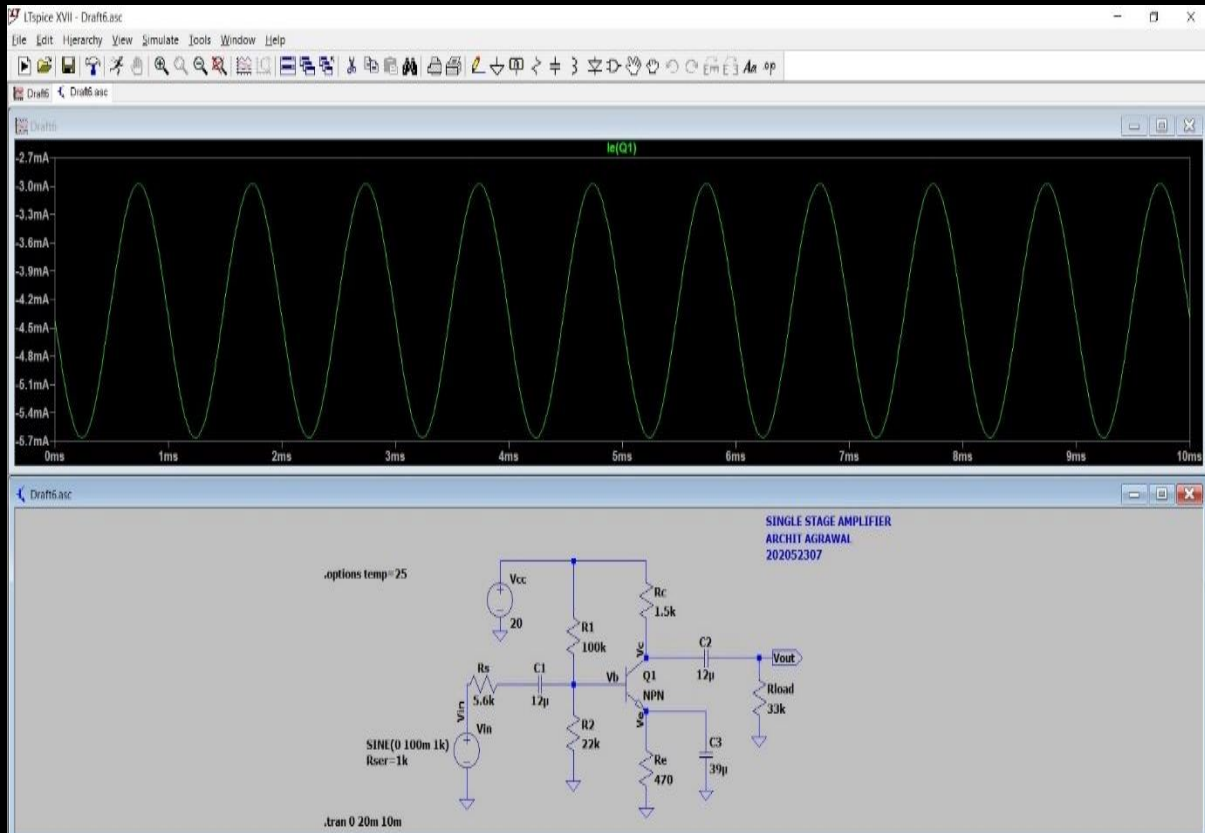 LTspice XVII - Draft6.asc
File Edit Hierarchy View Simulate Tools Window Help
Aa .op
Draft6 Draft6.asc
Draft6
Ie(Q1)
-2.7mA
-3.0mA
-3.3mA
-3.6mA
-3.9mA
-4.2mA
-4.5mA
-4.8mA
-5.1mA
-5.4mA
-5.7mA
0ms 1ms 2ms 3ms 4ms 5ms 6ms 7ms 8ms 9ms 10ms
Draft6.asc
SINGLE STAGE AMPLIFIER
ARCHIT AGRAWAL
202052307
.options temp=25
Vcc
20
Rc
1.5k
R1
100k
Vc
C2
12µ
Vout
Rs
5.6k
C1
12µ
Vb
Q1
NPN
Rload
33k
Vin
Vin
SINE(0 100m 1k)
Rser=1k
R2
22k
Ve
C3
39µ
Re
470
.tran 0 20m 10m